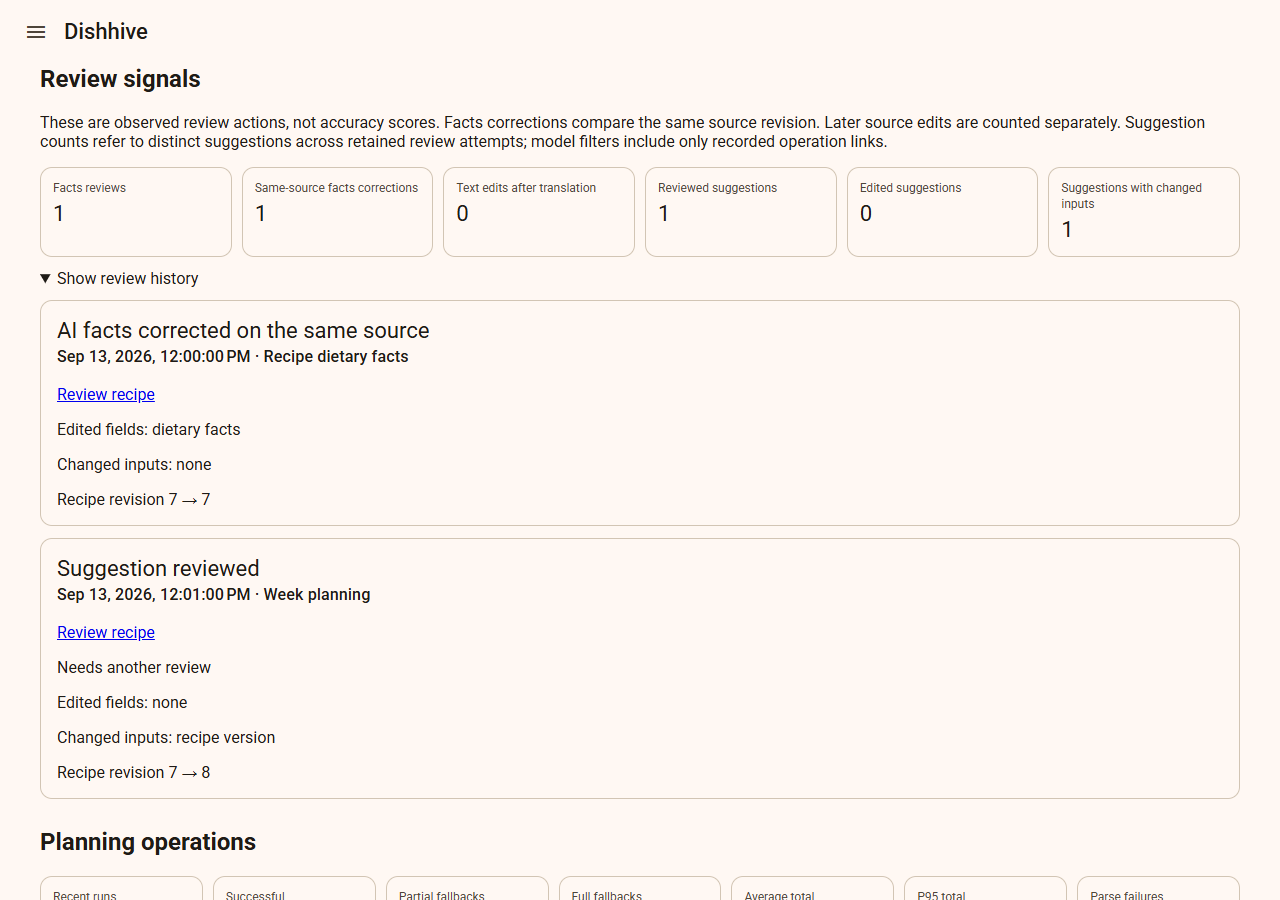 Dishhive
Review signals
These are observed review actions, not accuracy scores. Facts corrections compare the same source revision. Later source edits are counted separately. Suggestion
counts refer to distinct suggestions across retained review attempts; model filters include only recorded operation links.
Facts reviews
1
Same-source facts corrections
1
Text edits after translation
0
Reviewed suggestions
1
Edited suggestions
0
Suggestions with changed
inputs
1
▼ Show review history
AI facts corrected on the same source
Sep 13, 2026, 12:00:00 PM · Recipe dietary facts
Review recipe
Edited fields: dietary facts
Changed inputs: none
Recipe revision 7 → 7
Suggestion reviewed
Sep 13, 2026, 12:01:00 PM · Week planning
Review recipe
Needs another review
Edited fields: none
Changed inputs: recipe version
Recipe revision 7 → 8
Planning operations
Recent runs
Successful
Partial fallbacks
Full fallbacks
Average total
P95 total
Parse failures